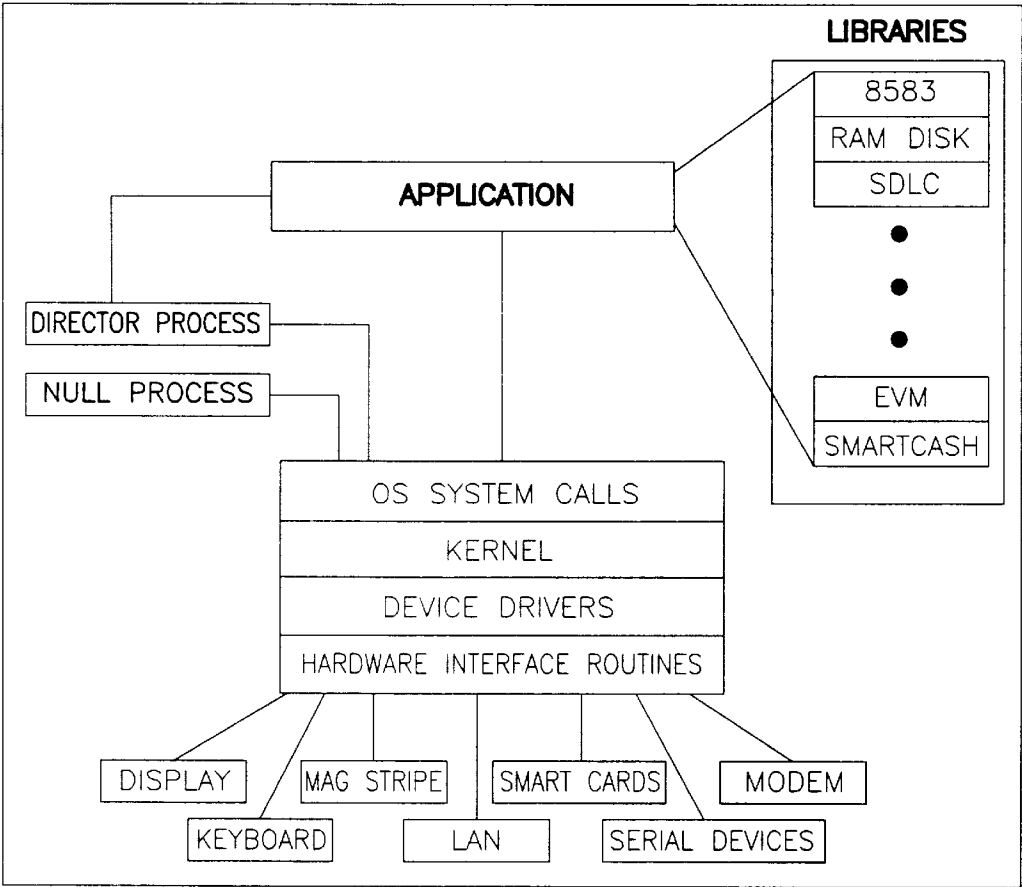 LIBRARIES
8583
RAM DISK
SDLC
EVM
SMARTCASH
APPLICATION
DIRECTOR PROCESS
NULL PROCESS
OS SYSTEM CALLS
KERNEL
DEVICE DRIVERS
HARDWARE INTERFACE ROUTINES
DISPLAY
MAG STRIPE
SMART CARDS
MODEM
KEYBOARD
LAN
SERIAL DEVICES